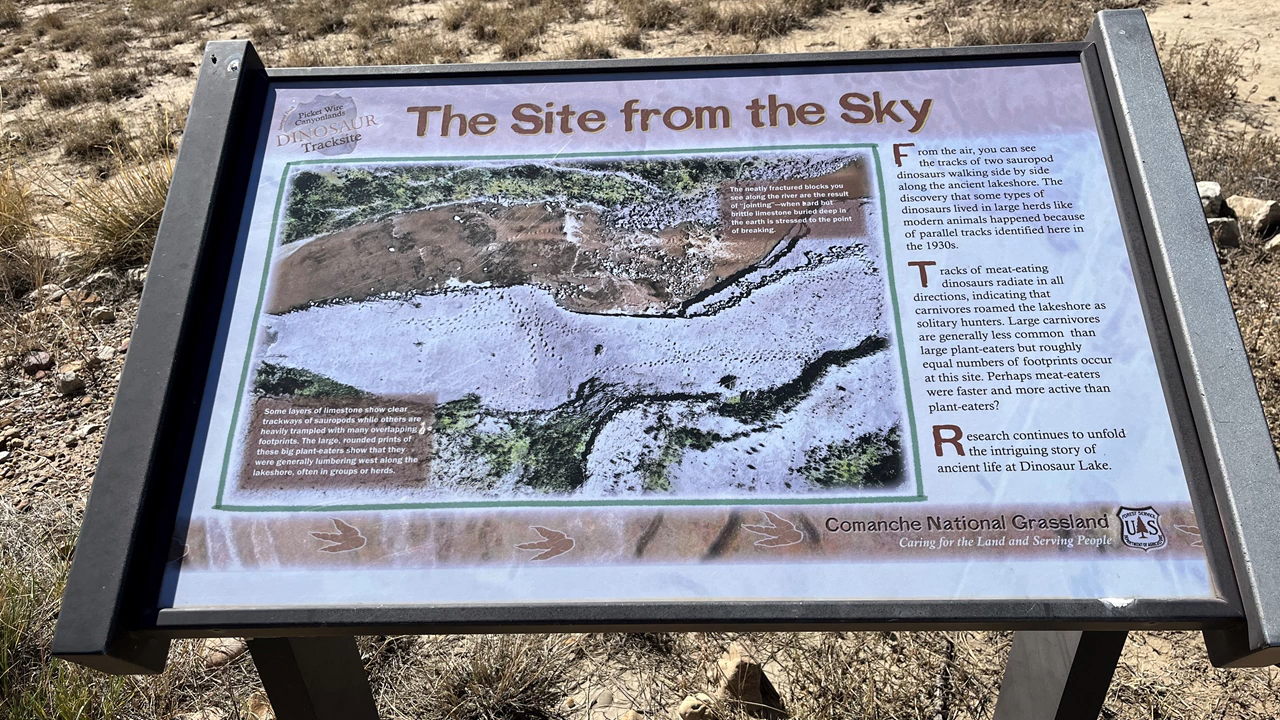 Picket Wire
Canyonlands
DINOSAUR
Tracksite
The Site from the Sky
The neatly fractured blocks you
see along the river are the result
of "jointing"—when hard but
brittle limestone buried deep in
the earth is stressed to the point
of breaking.
Some layers of limestone show clear
trackways of sauropods while others are
heavily trampled with many overlapping
footprints. The large, rounded prints of
these big plant-eaters show that they
were generally lumbering west along the
lakeshore, often in groups or herds.
From the air, you can see
the tracks of two sauropod
dinosaurs walking side by side
along the ancient lakeshore. The
discovery that some types of
dinosaurs lived in large herds like
modern animals happened because
of parallel tracks identified here in
the 1930s.
Tracks of meat-eating
dinosaurs radiate in all
directions, indicating that
carnivores roamed the lakeshore as
solitary hunters. Large carnivores
are generally less common than
large plant-eaters but roughly
equal numbers of footprints occur
at this site. Perhaps meat-eaters
were faster and more active than
plant-eaters?
Research continues to unfold
the intriguing story of
ancient life at Dinosaur Lake.
Comanche National Grassland
Caring for the Land and Serving People
FOREST SERVICE
US
DEPARTMENT OF AGRICULTURE